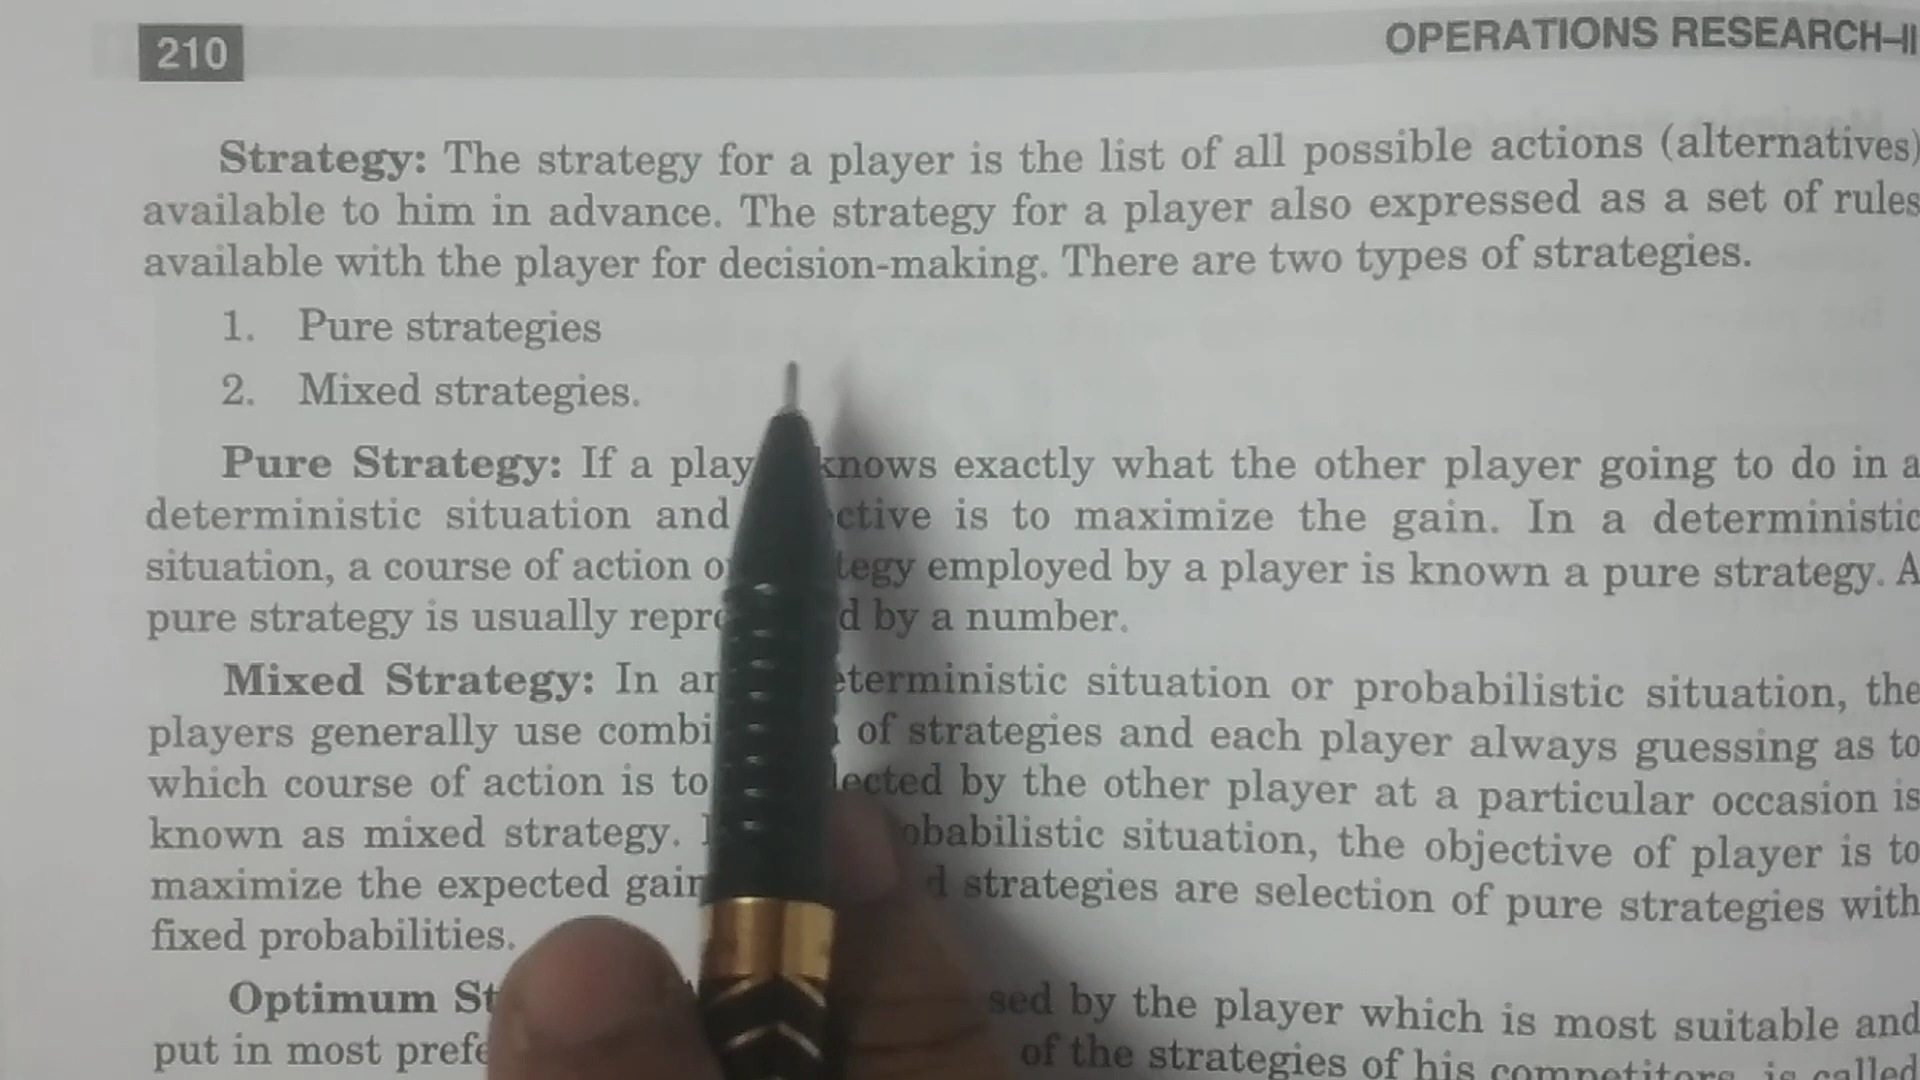 210
OPERATIONS RESEARCH–II
Strategy: The strategy for a player is the list of all possible actions (alternatives)
available to him in advance. The strategy for a player also expressed as a set of rules
available with the player for decision-making. There are two types of strategies.
1. Pure strategies
2. Mixed strategies.
Pure Strategy: If a play knows exactly what the other player going to do in a
deterministic situation and ctive is to maximize the gain. In a deterministic
situation, a course of action o tegy employed by a player is known a pure strategy. A
pure strategy is usually repre d by a number.
Mixed Strategy: In a eterministic situation or probabilistic situation, the
players generally use combi of strategies and each player always guessing as to
which course of action is to lected by the other player at a particular occasion is
known as mixed strategy. obabilistic situation, the objective of player is to
maximize the expected gain d strategies are selection of pure strategies with
fixed probabilities.
Optimum St sed by the player which is most suitable and
put in most prefe of the strategies of his competitors, is called